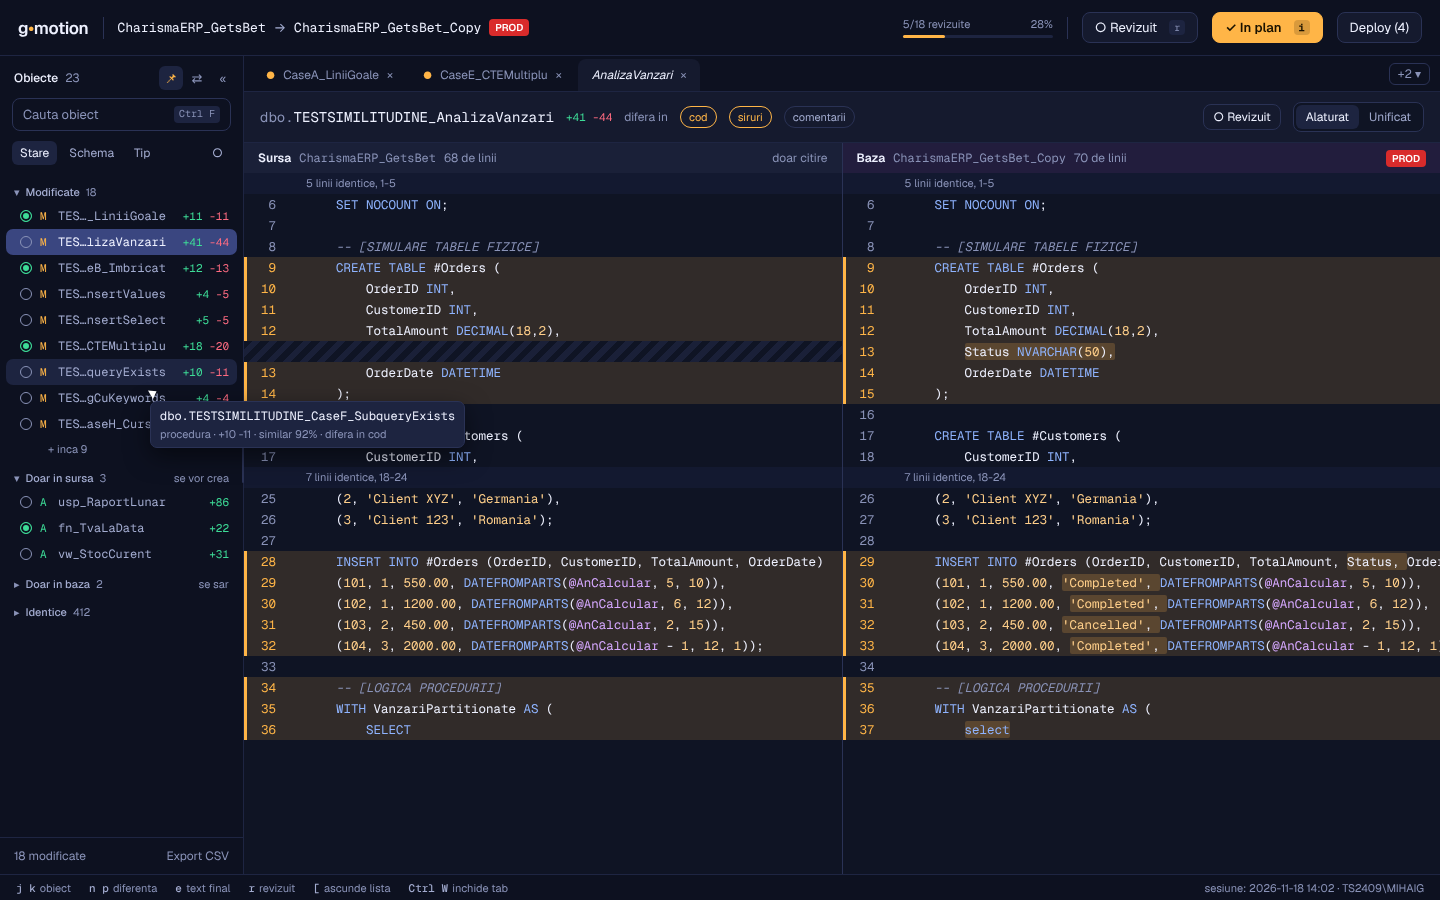 g•motion CharismaERP_GetsBet → CharismaERP_GetsBet_Copy PROD 5/18 revizuite 28% Revizuit r ✓ In plan i Deploy (4)
Obiecte 23 ⇄ «
CaseA_LiniiGoale × CaseE_CTEMultiplu × AnalizaVanzari × +2 ▾
Cauta obiect Ctrl F
dbo.TESTSIMILITUDINE_AnalizaVanzari +41 -44 difera in cod siruri comentarii Revizuit Alaturat Unificat
Stare Schema Tip
Sursa CharismaERP_GetsBet 68 de linii doar citire
Baza CharismaERP_GetsBet_Copy 70 de linii PROD
▾ Modificate 18
M TES…_LiniiGoale +11 -11
M TES…lizaVanzari +41 -44
M TES…eB_Imbricat +12 -13
M TES…nsertValues +4 -5
M TES…nsertSelect +5 -5
M TES…CTEMultiplu +18 -20
M TES…queryExists +10 -11
M TES…gCuKeywords +4 -4
M TES…aseH_Curs
+ inca 9
dbo.TESTSIMILITUDINE_CaseF_SubqueryExists
procedura · +10 -11 · similar 92% · difera in cod
▾ Doar in sursa 3 se vor crea
A usp_RaportLunar +86
A fn_TvaLaData +22
A vw_StocCurent +31
▸ Doar in baza 2 se sar
▸ Identice 412
18 modificate Export CSV
5 linii identice, 1-5
6 SET NOCOUNT ON;
7
8 -- [SIMULARE TABELE FIZICE]
9 CREATE TABLE #Orders (
10 OrderID INT,
11 CustomerID INT,
12 TotalAmount DECIMAL(18,2),
13 OrderDate DATETIME
14 );
tomers (
17 CustomerID INT,
7 linii identice, 18-24
25 (2, 'Client XYZ', 'Germania'),
26 (3, 'Client 123', 'Romania');
27
28 INSERT INTO #Orders (OrderID, CustomerID, TotalAmount, OrderDate)
29 (101, 1, 550.00, DATEFROMPARTS(@AnCalcular, 5, 10)),
30 (102, 1, 1200.00, DATEFROMPARTS(@AnCalcular, 6, 12)),
31 (103, 2, 450.00, DATEFROMPARTS(@AnCalcular, 2, 15)),
32 (104, 3, 2000.00, DATEFROMPARTS(@AnCalcular - 1, 12, 1));
33
34 -- [LOGICA PROCEDURII]
35 WITH VanzariPartitionate AS (
36 SELECT
5 linii identice, 1-5
6 SET NOCOUNT ON;
7
8 -- [SIMULARE TABELE FIZICE]
9 CREATE TABLE #Orders (
10 OrderID INT,
11 CustomerID INT,
12 TotalAmount DECIMAL(18,2),
13 Status NVARCHAR(50),
14 OrderDate DATETIME
15 );
16
17 CREATE TABLE #Customers (
18 CustomerID INT,
7 linii identice, 18-24
26 (2, 'Client XYZ', 'Germania'),
27 (3, 'Client 123', 'Romania');
28
29 INSERT INTO #Orders (OrderID, CustomerID, TotalAmount, Status, Orde
30 (101, 1, 550.00, 'Completed', DATEFROMPARTS(@AnCalcular, 5, 10)),
31 (102, 1, 1200.00, 'Completed', DATEFROMPARTS(@AnCalcular, 6, 12)),
32 (103, 2, 450.00, 'Cancelled', DATEFROMPARTS(@AnCalcular, 2, 15)),
33 (104, 3, 2000.00, 'Completed', DATEFROMPARTS(@AnCalcular - 1, 12, 1)
34
35 -- [LOGICA PROCEDURII]
36 WITH VanzariPartitionate AS (
37 select
j k obiect n p diferenta e text final r revizuit [ ascunde lista Ctrl W inchide tab sesiune: 2026-11-18 14:02 · TS2409\MIHAIG